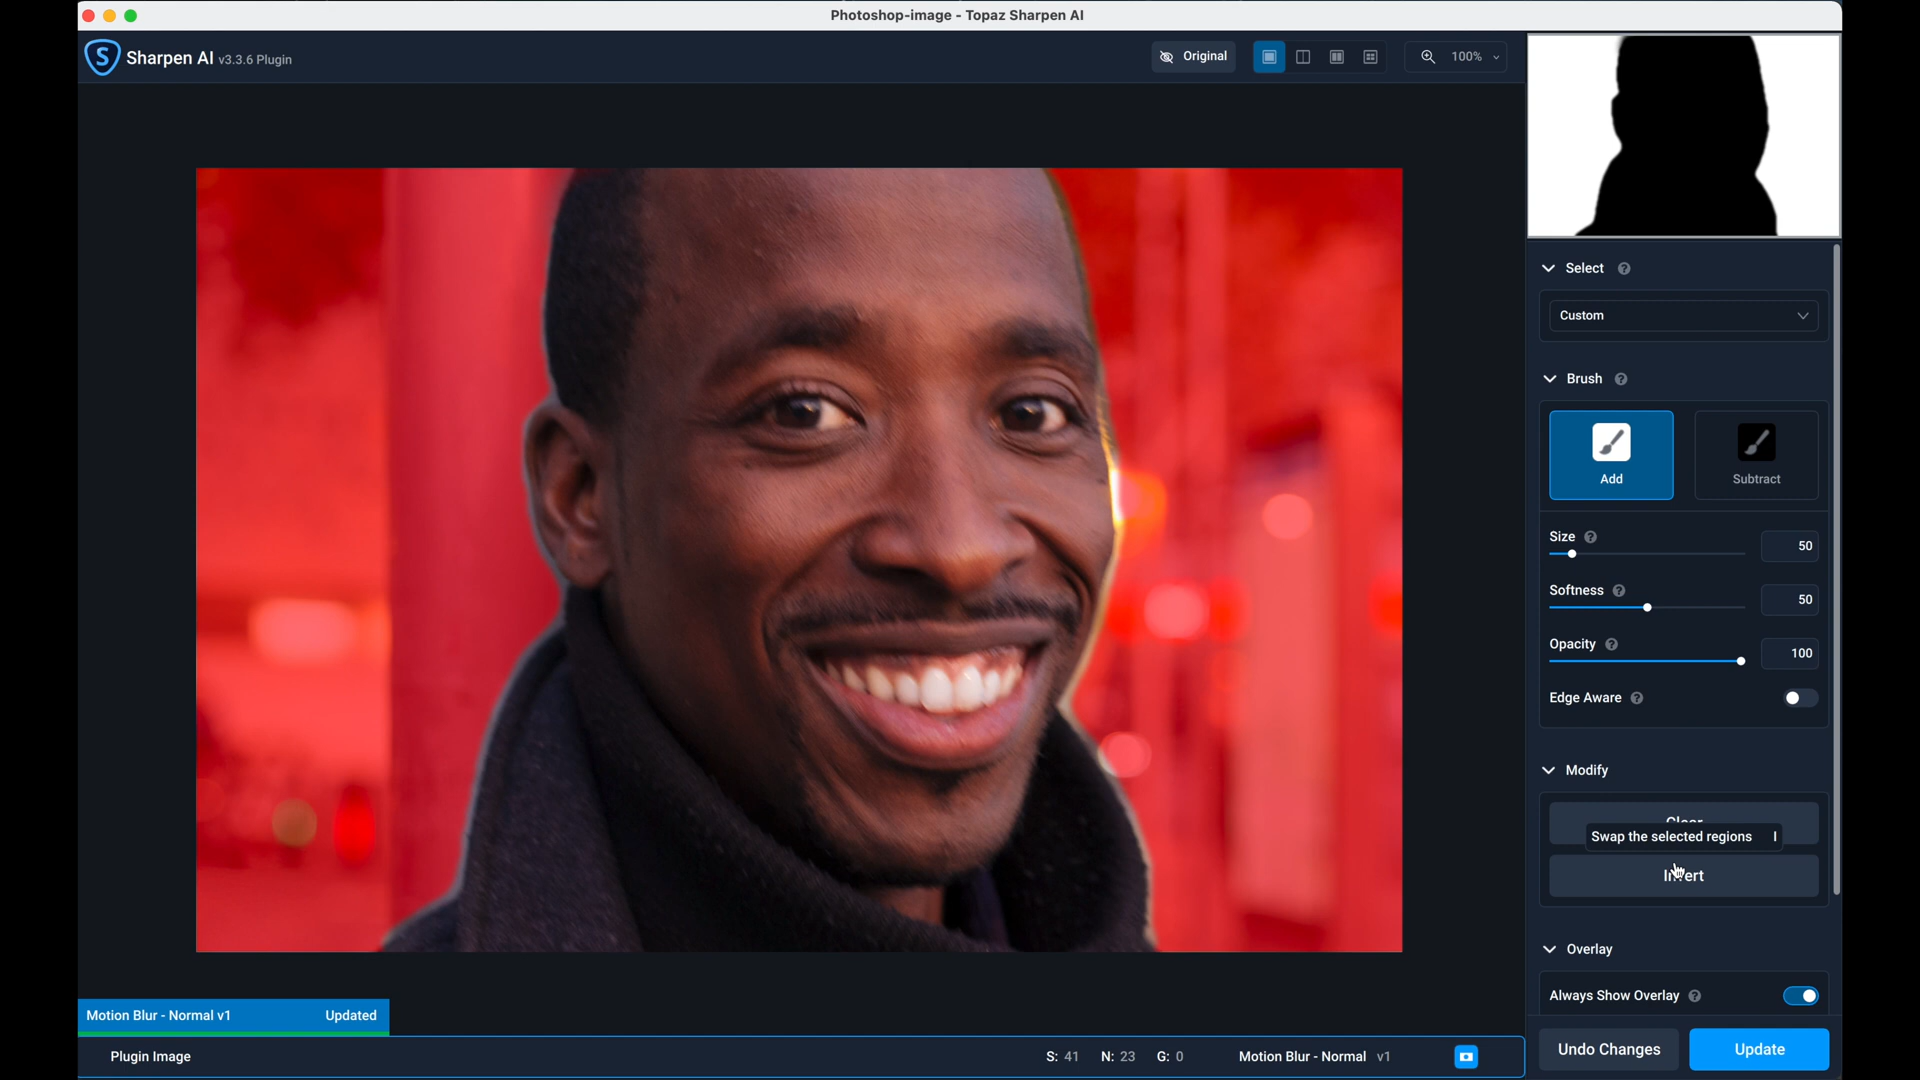 Photoshop-image - Topaz Sharpen AI
S Sharpen AI v3.3.6 Plugin
Original
100%
Select ?
Custom
Brush ?
Add
Subtract
Size ?
50
Softness ?
50
Opacity ?
100
Edge Aware ?
Modify
Clear
Swap the selected regions I
Invert
Overlay
Always Show Overlay ?
Motion Blur - Normal v1 Updated
Plugin Image
S: 41 N: 23 G: 0 Motion Blur - Normal v1
Undo Changes
Update